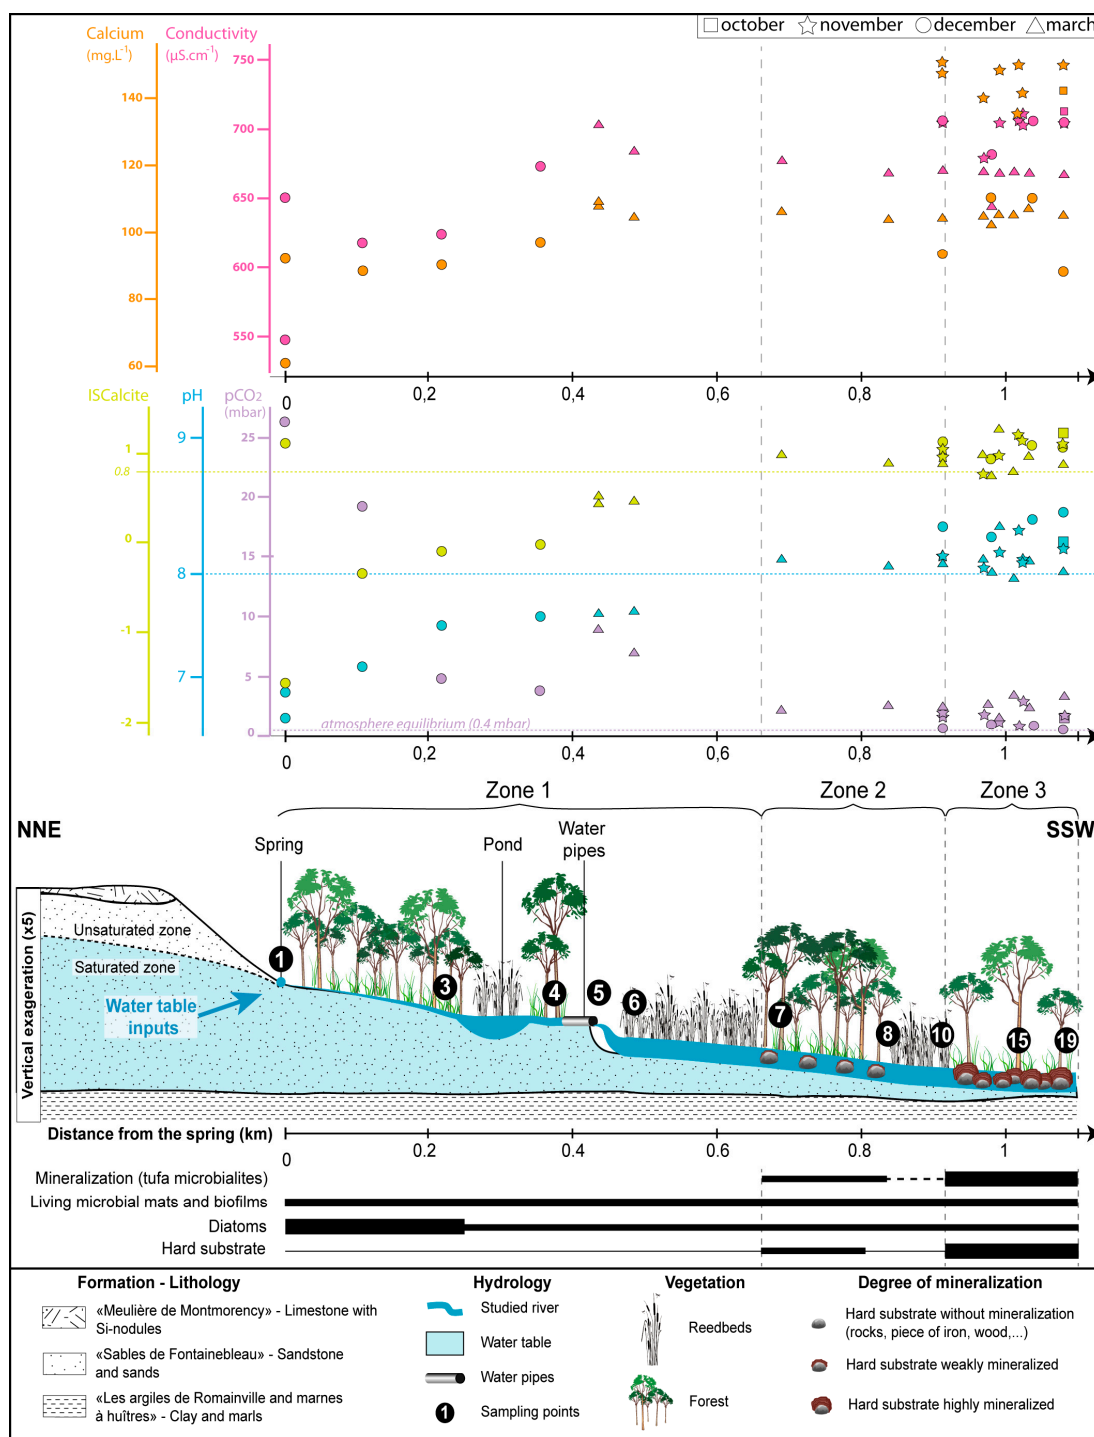 october november december march
Calcium Conductivity
(mg.L-1) (µS.cm-1)
750
140
700
120
650
100
600
80
550
60
0 0,2 0,4 0,6 0,8 1
ISCalcite pH pCO2
(mbar)
9 25
1
0.8
20
0
15
8
10
-1
7 5
-2
0
atmosphere equilibrium (0.4 mbar)
0 0,2 0,4 0,6 0,8 1
Zone 1 Zone 2 Zone 3
NNE SSW
Spring Pond Water
pipes
Vertical exageration (x5)
Unsaturated zone
Saturated zone
Water table
inputs
1 3 4 5 6 7 8 10 15 19
Distance from the spring (km)
0 0.2 0.4 0.6 0.8 1
Mineralization (tufa microbialites)
Living microbial mats and biofilms
Diatoms
Hard substrate
Formation - Lithology
«Meulière de Montmorency» - Limestone with
Si-nodules
«Sables de Fontainebleau» - Sandstone
and sands
«Les argiles de Romainville and marnes
à huîtres» - Clay and marls
Hydrology
Studied river
Water table
Water pipes
1 Sampling points
Vegetation
Reedbeds
Forest
Degree of mineralization
Hard substrate without mineralization
(rocks, piece of iron, wood,...)
Hard substrate weakly mineralized
Hard substrate highly mineralized